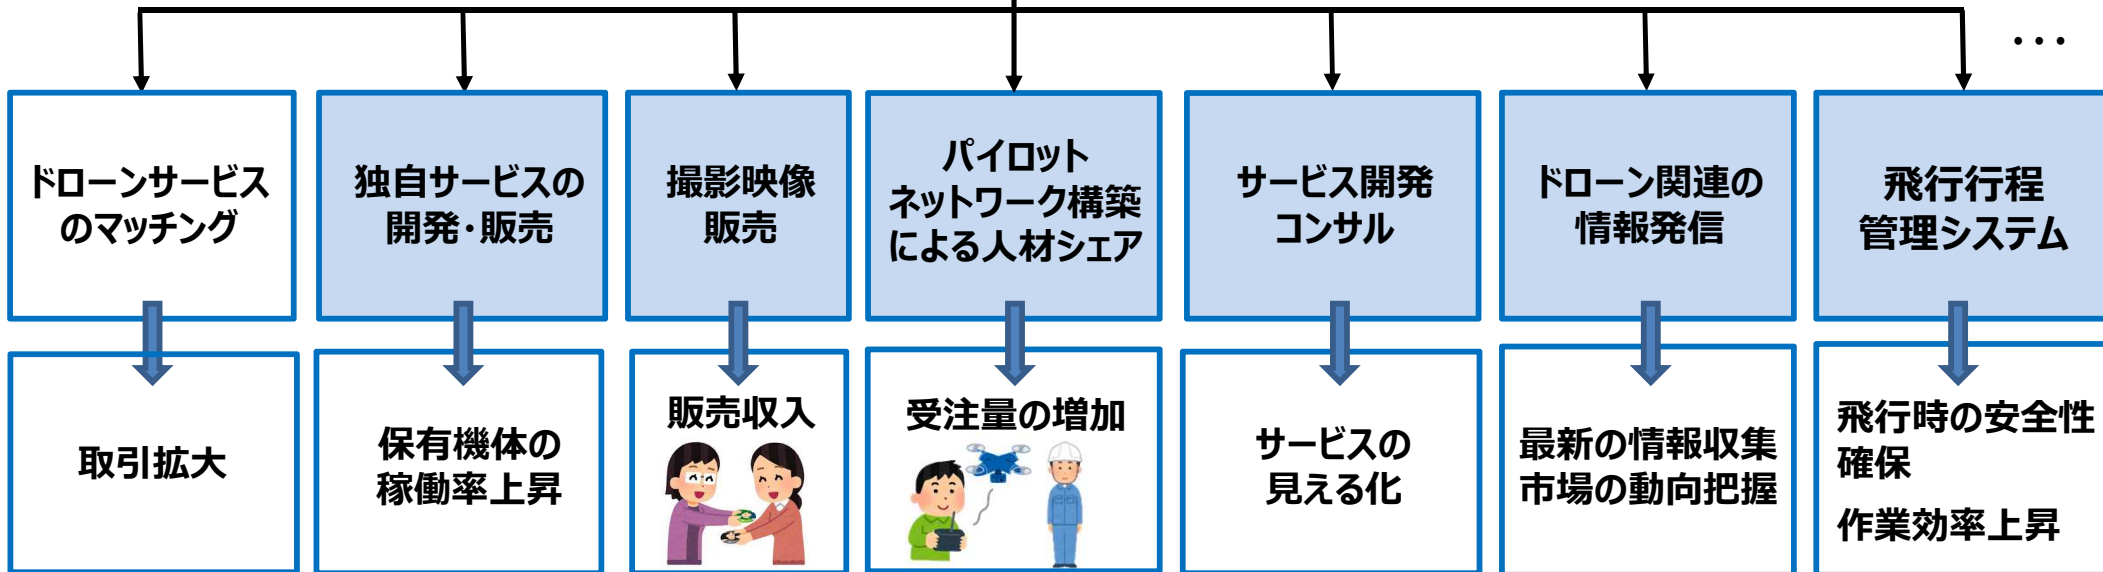 …
ドローンサービス
のマッチング
独自サービスの
開発・販売
撮影映像
販売
パイロット
ネットワーク構築
による人材シェア
サービス開発
コンサル
ドローン関連の
情報発信
飛行行程
管理システム
取引拡大
保有機体の
稼働率上昇
販売収入
受注量の増加
サービスの
見える化
最新の情報収集
市場の動向把握
飛行時の安全性
確保
作業効率上昇